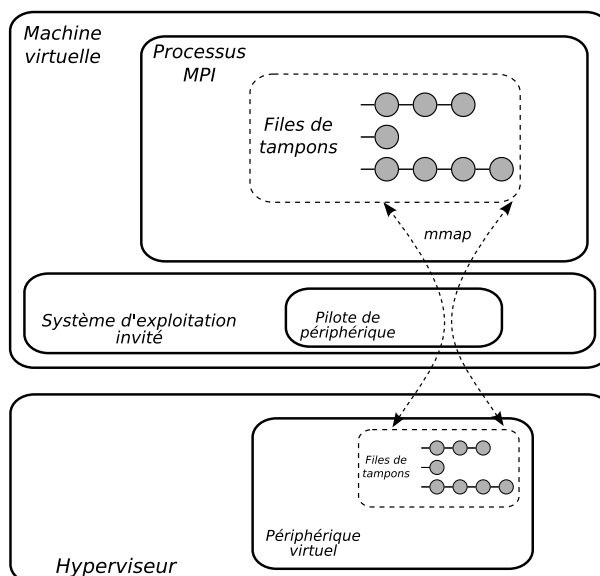 Machine
virtuelle
Processus
MPI
Files de
tampons
mmap
Système d'exploitation
invité
Pilote de
périphérique
Files de
tampons
Périphérique
virtuel
Hyperviseur